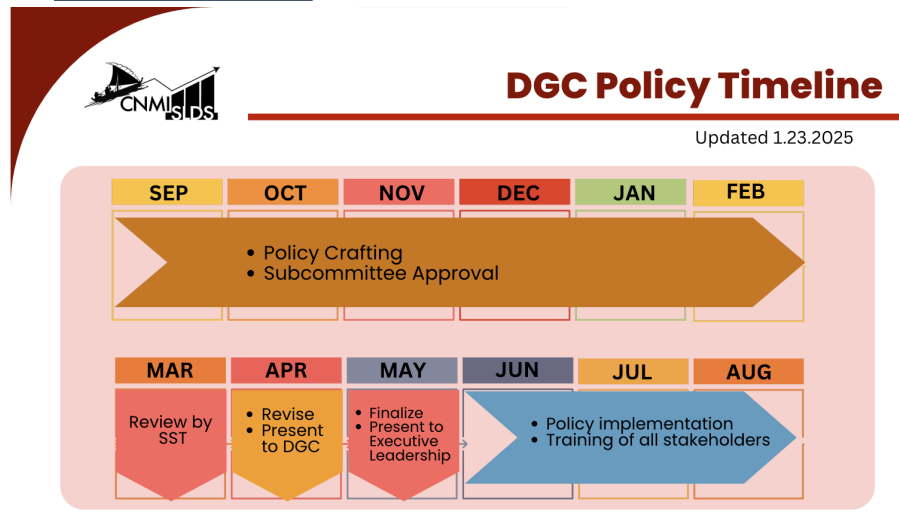 CNMI
SLDS
DGC Policy Timeline
Updated 1.23.2025
SEP OCT NOV DEC JAN FEB
• Policy Crafting
• Subcommittee Approval
MAR APR MAY JUN JUL AUG
Review by
SST
• Revise
• Present
to DGC
• Finalize
• Present to
Executive
Leadership
• Policy implementation
• Training of all stakeholders